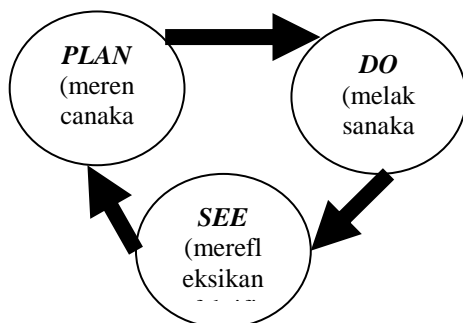 PLAN
(meren
canaka
DO
(melak
sanaka
SEE
(merefl
eksikan